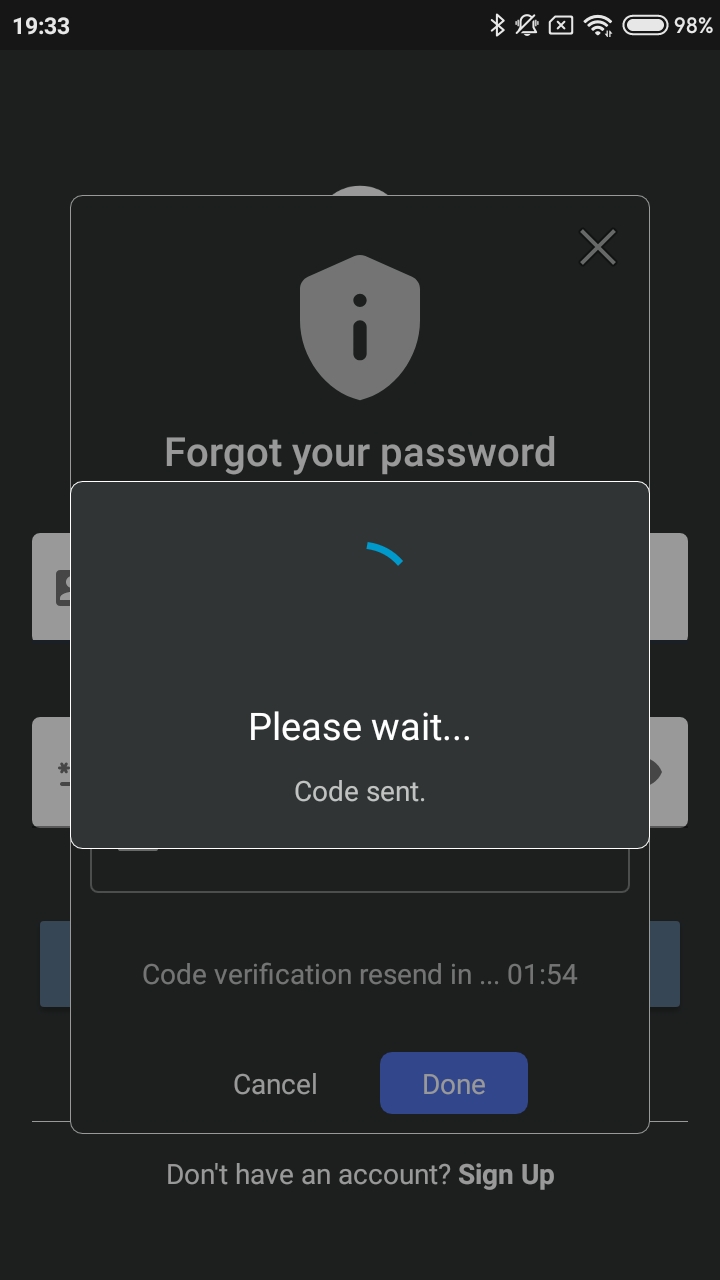 19:33
98%
Forgot your password
Please wait...
Code sent.
Code verification resend in ... 01:54
Cancel
Done
Don't have an account? Sign Up